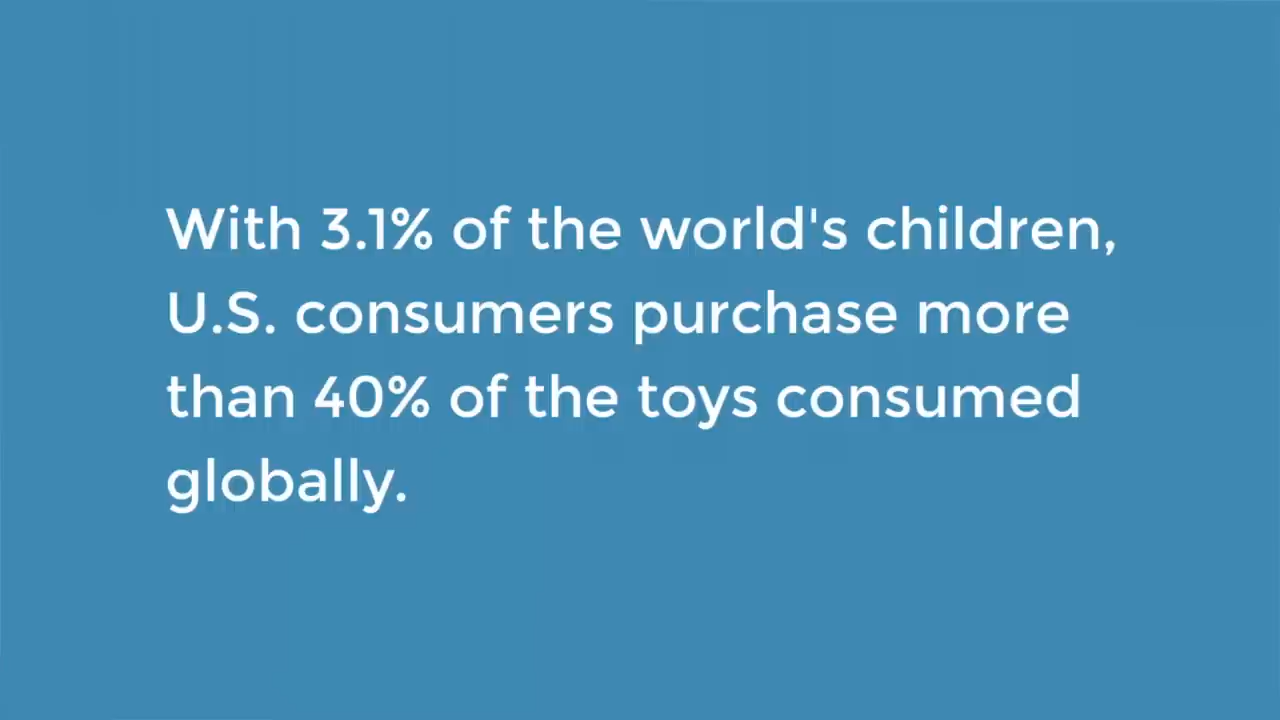 With 3.1% of the world's children,
U.S. consumers purchase more
than 40% of the toys consumed
globally.